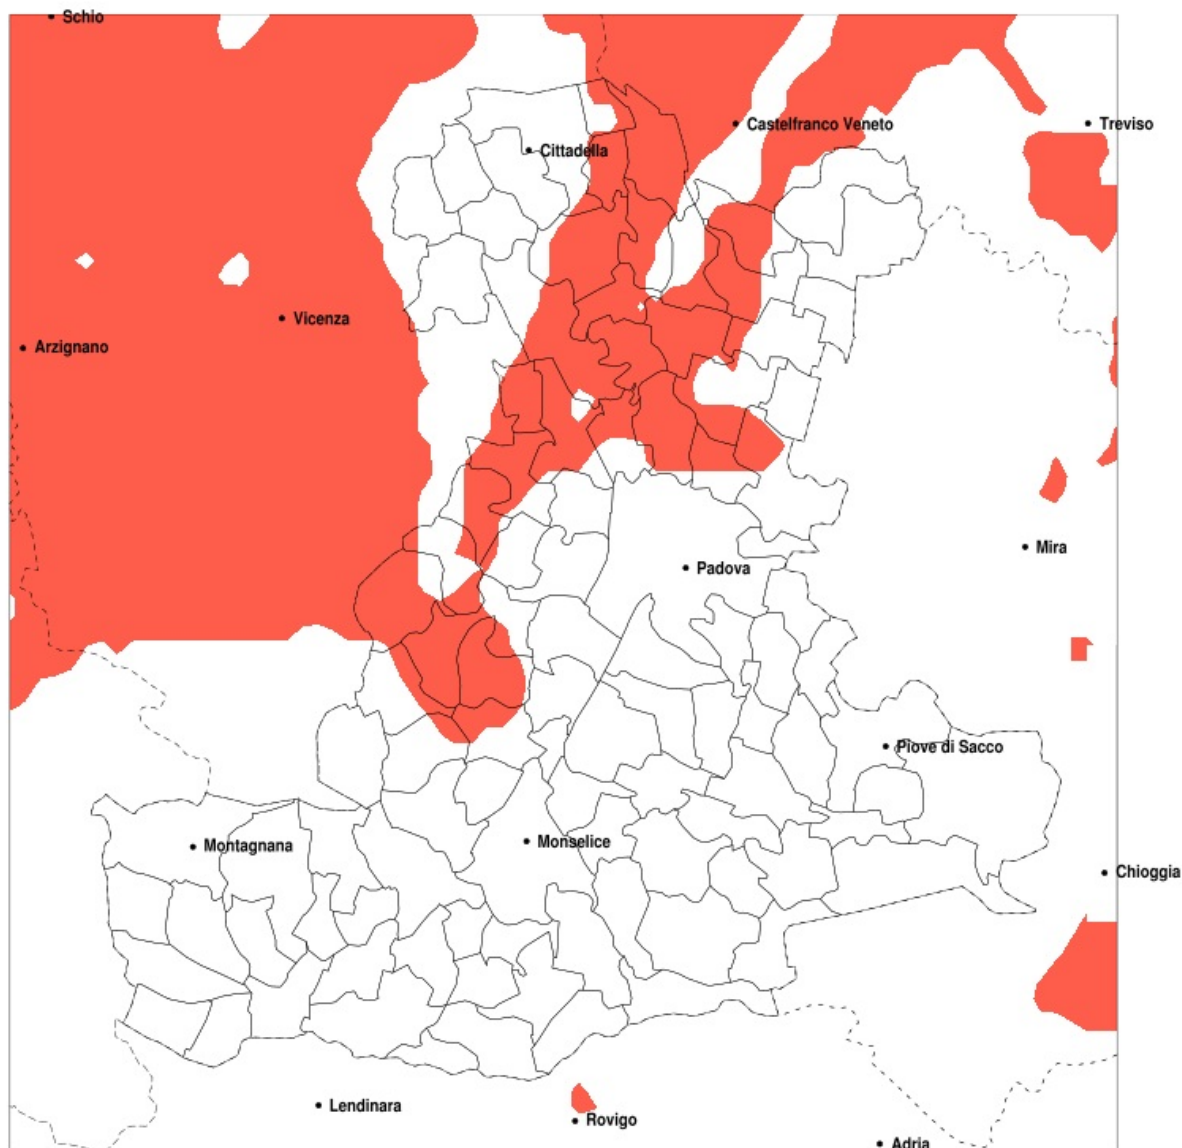 Schio
Castelfranco Veneto
Treviso
Cittadella
Vicenza
Arzignano
Mira
Padova
Piove di Sacco
Monselice
Montagnana
Chioggia
Lendinara
Rovigo
Adria